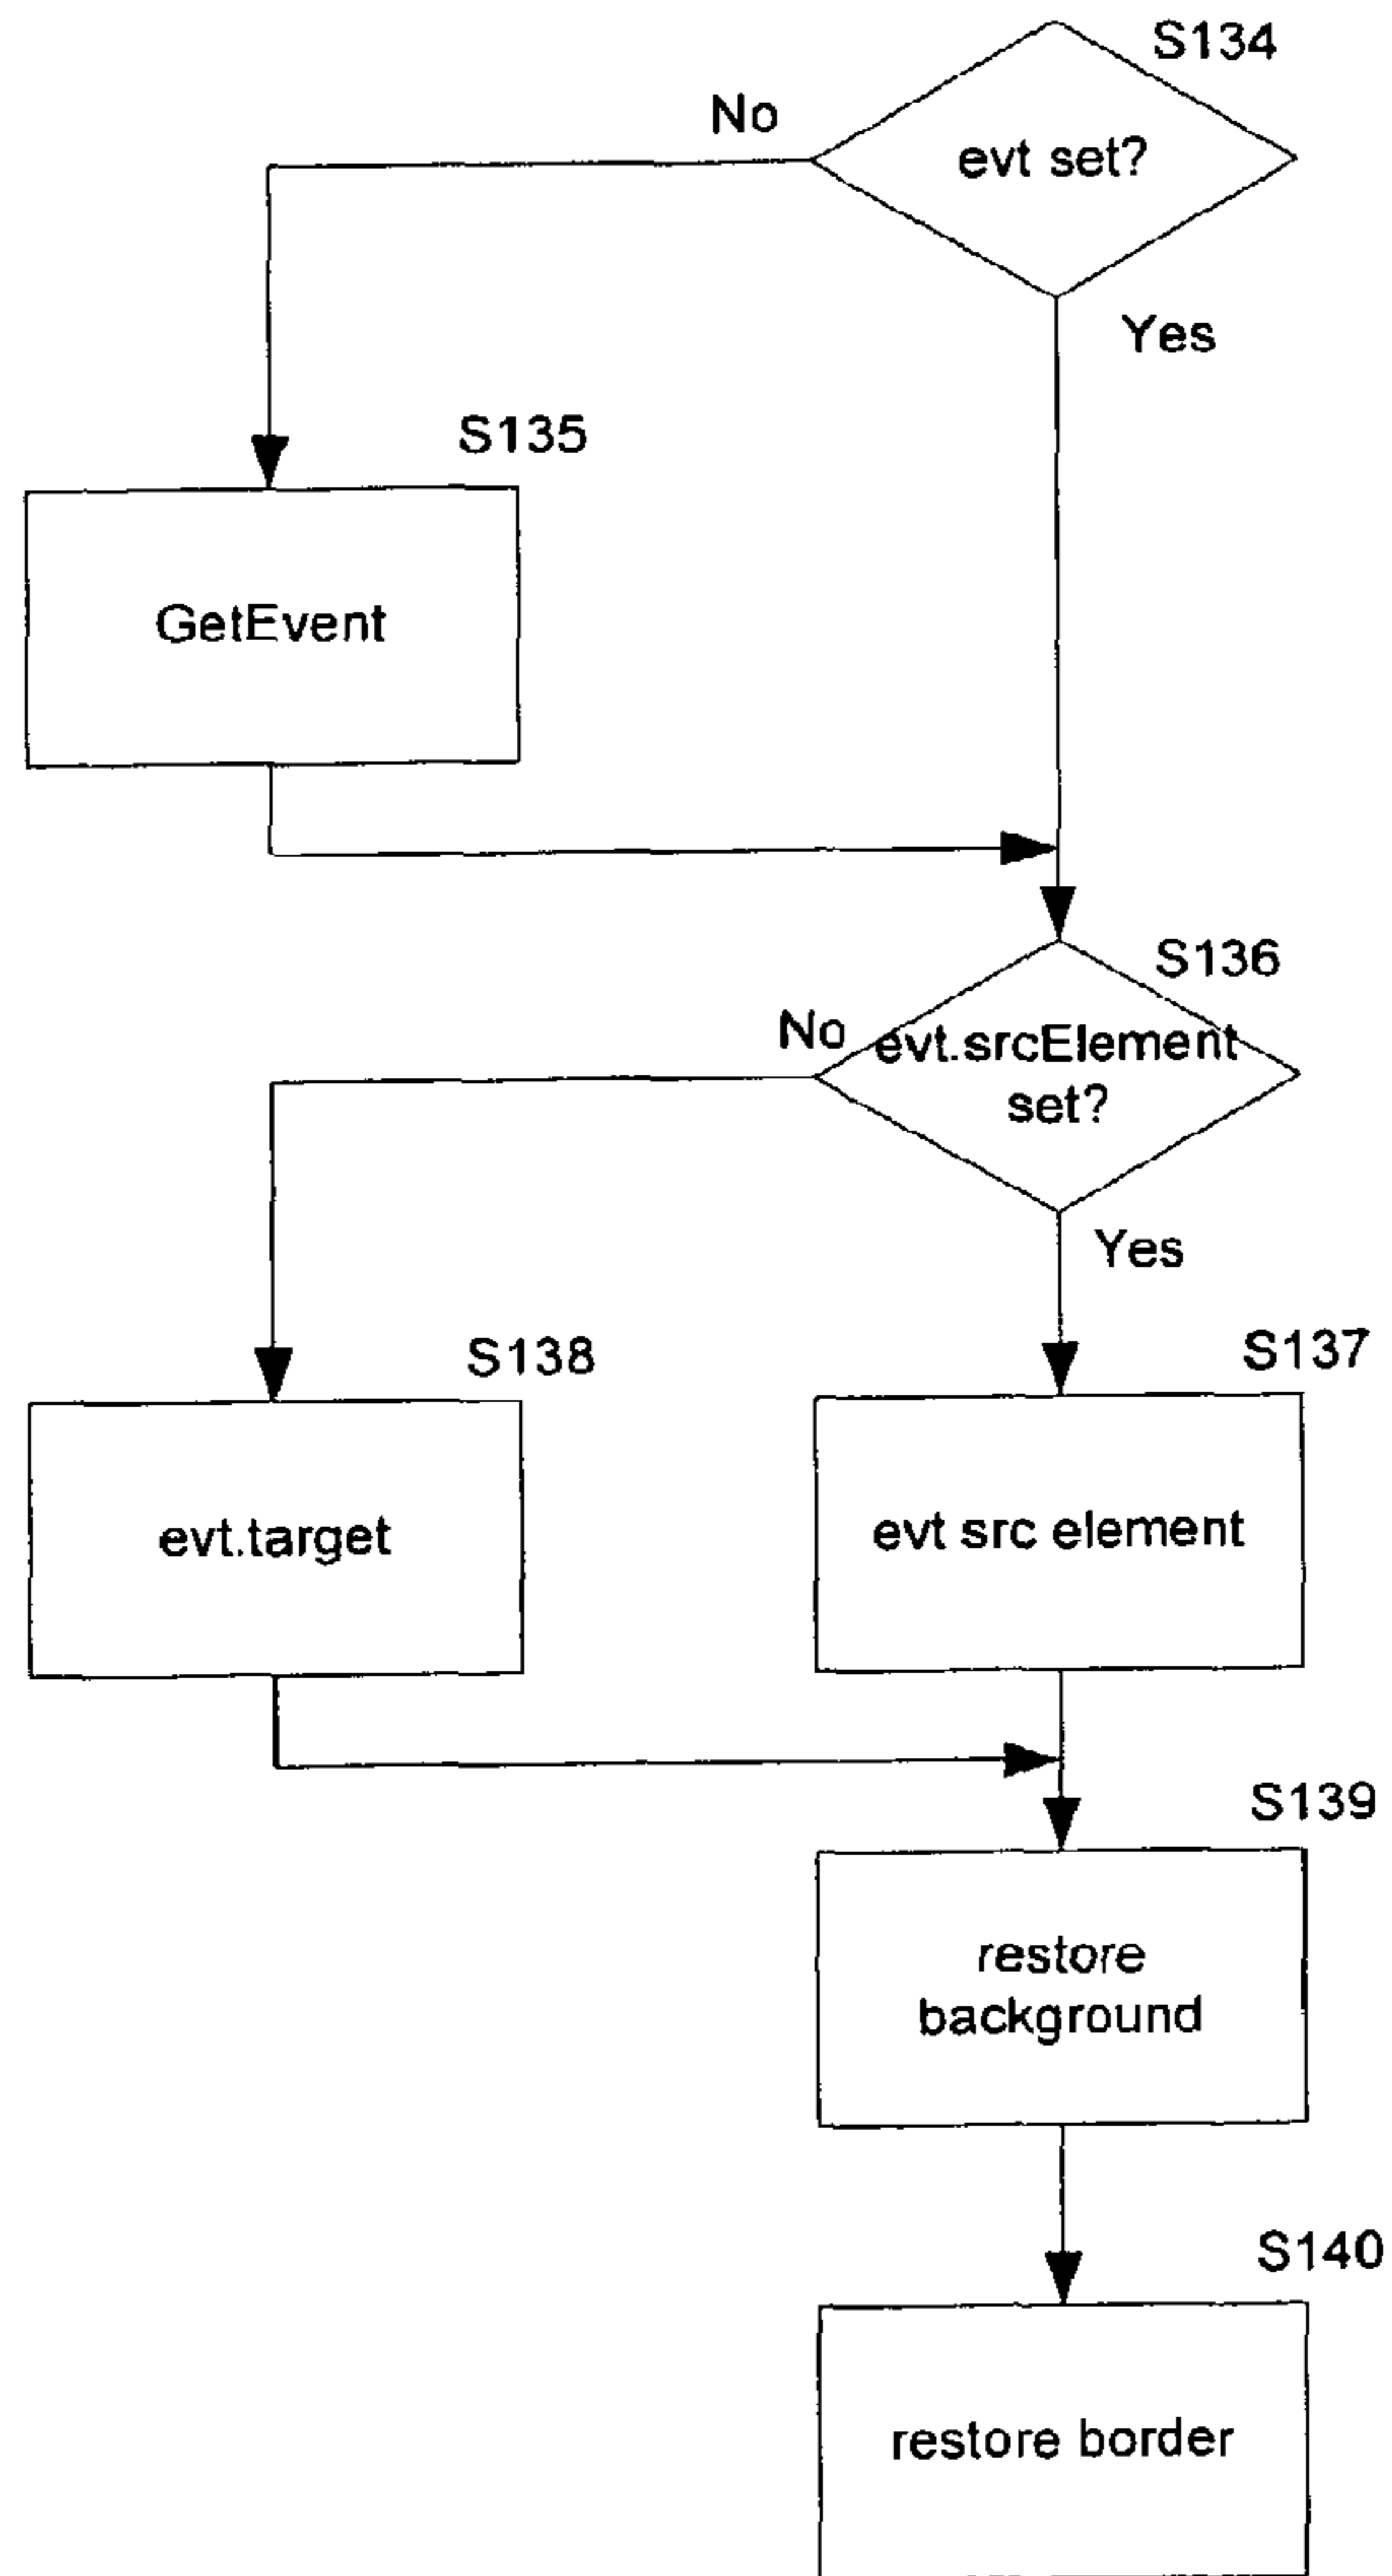 S134
No
evt set?
Yes
S135
GetEvent
S136
No
evt.srcElement
set?
Yes
S138
S137
evt.target
evt src element
S139
restore
background
S140
restore border